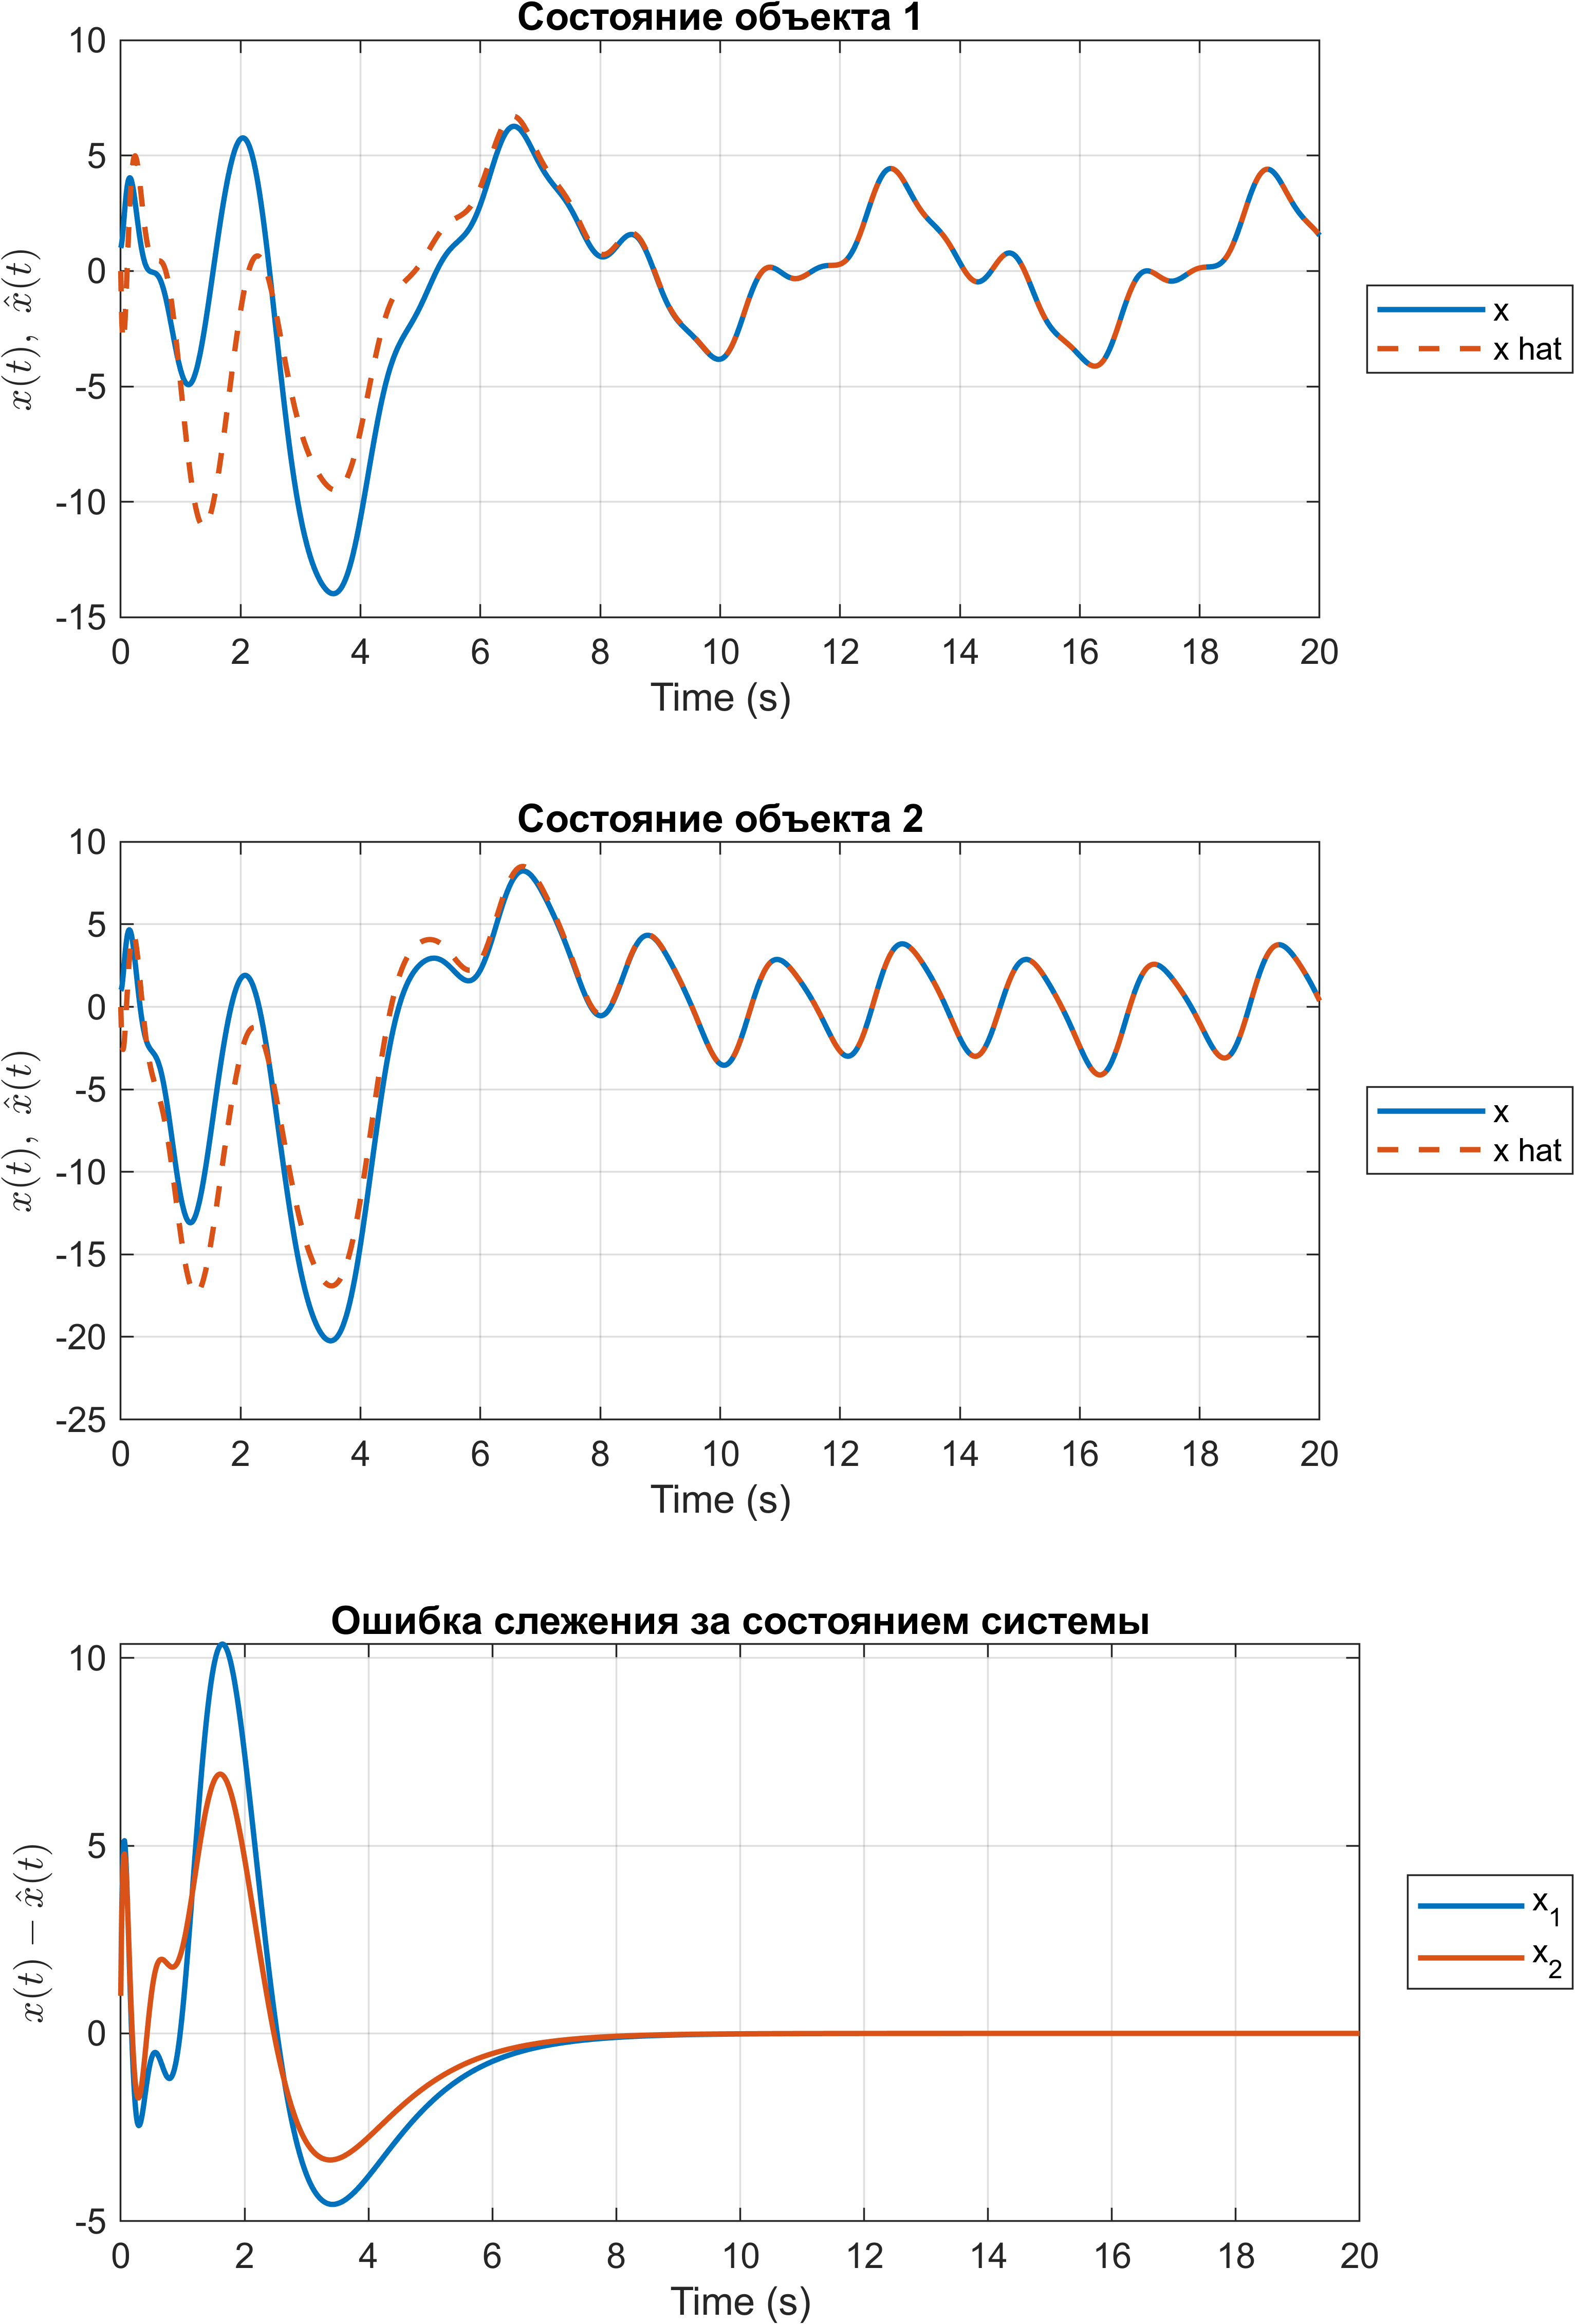 Состояние объекта 1
10
5
0
-5
-10
-15
x(t), x̂(t)
0 2 4 6 8 10 12 14 16 18 20
Time (s)
x
x hat
Состояние объекта 2
10
5
0
-5
-10
-15
-20
-25
x(t), x̂(t)
0 2 4 6 8 10 12 14 16 18 20
Time (s)
x
x hat
Ошибка слежения за состоянием системы
10
5
0
-5
x(t) − x̂(t)
0 2 4 6 8 10 12 14 16 18 20
Time (s)
x₁
x₂